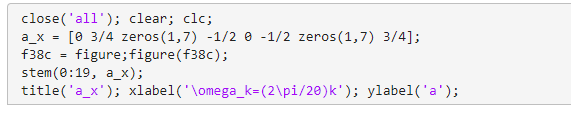 close('all'); clear; clc;
a_x = [0 3/4 zeros(1,7) -1/2 0 -1/2 zeros(1,7) 3/4];
f38c = figure;figure(f38c);
stem(0:19, a_x);
title('a_x'); xlabel('\omega_k=(2\pi/20)k'); ylabel('a');